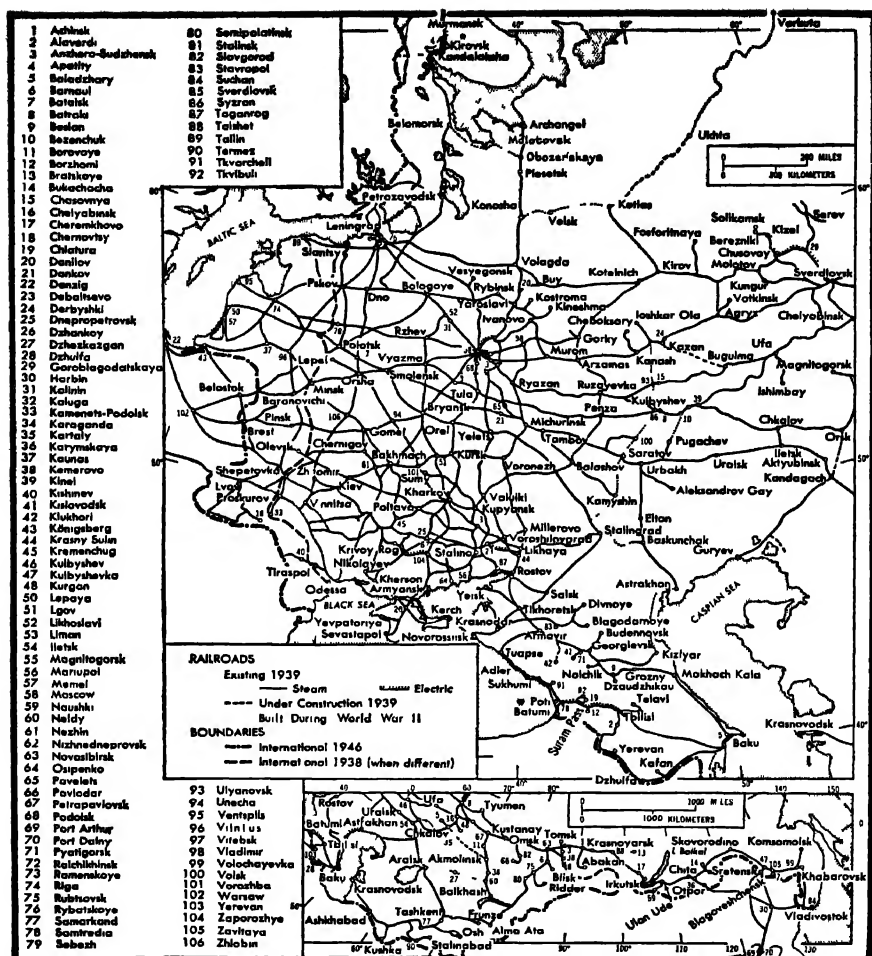 1 Achinsk
2 Alaverdi
3 Anzhero-Sudzhensk
4 Apatity
5 Baladzhary
6 Barnaul
7 Bataisk
8 Batraki
9 Beslan
10 Bezenchuk
11 Borovoye
12 Borzhomi
13 Bratskoye
14 Bukachacha
15 Chasovnya
16 Chelyabinsk
17 Cheremkhovo
18 Chernovtsy
19 Chiatura
20 Danilov
21 Dankov
22 Danzig
23 Debaltsevo
24 Derbyshki
25 Dnepropetrovsk
26 Dzhankoy
27 Dzhezkazgan
28 Dzhulfa
29 Goroblagodatskaya
30 Harbin
31 Kalinin
32 Kaluga
33 Kamenets-Podolsk
34 Karaganda
35 Kartaly
36 Karymskaya
37 Kaunas
38 Kemerovo
39 Kinel
40 Kishinev
41 Kislovodsk
42 Klukhori
43 Königsberg
44 Krasny Sulin
45 Kremenchug
46 Kuibyshev
47 Kuibyshevka
48 Kurgan
50 Lepaya
51 Lgov
52 Likhoslavl
53 Liman
54 Iletsk
55 Magnitogorsk
56 Mariupol
57 Memel
58 Moscow
59 Naushki
60 Neldy
61 Nezhin
62 Nizhnedneprovsk
63 Novosibirsk
64 Osipenko
65 Pavelets
66 Pavlodar
67 Petropavlovsk
68 Podolsk
69 Port Arthur
70 Port Dalny
71 Pyatigorsk
72 Raichikhinsk
73 Ramenskoye
74 Riga
75 Rubtsovsk
76 Rybatskoye
77 Samarkand
78 Samtredia
79 Sebezh
80 Semipalatinsk
81 Stalinsk
82 Slavgorod
83 Stavropol
84 Suchan
85 Sverdlovsk
86 Syzran
87 Taganrog
88 Taishet
89 Tallin
90 Termez
91 Tkvarcheli
92 Tkvibuli
93 Ulyanovsk
94 Unecha
95 Ventspils
96 Vilnius
97 Vitebsk
98 Vladimir
99 Volochayevka
100 Volsk
101 Vorozhba
102 Warsaw
103 Yerevan
104 Zaporozhye
105 Zavitaya
106 Zhlobin
Murmansk
Vorkuta
Kirovsk
Kandalaksha
Belomorsk
Archangel
Molotovsk
Obozerskaya
Plesetsk
Ukhta
200 MILES
300 KILOMETERS
Petrozavodsk
Konosha
Velsk
Kotlas
Solikamsk
Kizel
Serov
BALTIC SEA
Leningrad
Fosforitnaya
Berezniki
Chusovoy
Slantsy
Vologda
Buy
Kotelnich
Kirov
Molotov
Sverdlovsk
Vesyegonsk
Pskov
Dno
Bologoye
Rybinsk
Yaroslavl
Kostroma
Kineshma
Kungur
Votkinsk
Ivanovo
Ioshkar Ola
Agryz
Chelyabinsk
Rzhev
Cheboksary
Gorky
Kazan
Polotsk
Lepel
Vyazma
Murom
Arzamas
Kanash
Bugulma
Ufa
Magnitogorsk
Orsha
Smolensk
Belostok
Minsk
Tula
Ryazan
Ruzayevka
Ishimbay
Baranovichi
Kuibyshev
Pinsk
Bryansk
Penza
Brest
Michurinsk
Chkalov
Gomel
Orel
Yelets
Tambov
Pugachev
Orsk
Olevsk
Chernigov
Saratov
Iletsk
Bakhmach
Kursk
Voronezh
Balashov
Urbakh
Uralsk
Aktyubinsk
Shepetovka
Zhitomir
Kandagach
Lvov
Kiev
Sumy
Aleksandrov Gay
Proskurov
Kharkov
Valuiki
Kamyshin
Vinnitsa
Poltava
Kupyansk
Elton
Millerovo
Stalingrad
Voroshilovgrad
Baskunchak
Krivoy Rog
Stalino
Likhaya
Guryev
Nikolayev
Tiraspol
Rostov
Kherson
Astrakhan
Odessa
Armyansk
Salsk
BLACK SEA
Yeisk
Tikhoretsk
Divnoye
CASPIAN SEA
Kerch
Krasnodar
Blagodarnoye
Yevpatoriya
Budennovsk
Sevastopol
Novorossiisk
Armavir
Georgievsk
Tuapse
Kizlyar
Adler
Nalchik
Grozny
Makhach Kala
Sukhumi
Dzaudzhikau
Telavi
Poti
Batumi
Suram Pass
Tbilisi
Krasnovodsk
Yerevan
Baku
Kafan
Dzhulfa
RAILROADS
Existing 1939
Steam Electric
Under Construction 1939
Built During World War II
BOUNDARIES
International 1946
International 1938 (when different)
Rostov
Ufa
Tyumen
1000 MILES
1000 KILOMETERS
Uralsk
Batumi
Astrakhan
Chkalov
Kustanay
Omsk
Tomsk
Krasnoyarsk
Skovorodino
Komsomolsk
Tbilisi
Abakan
L Baikal
Aralsk
Akmolinsk
Biisk
Chita
Sretensk
Khabarovsk
Baku
Ridder
Irkutsk
Krasnovodsk
Balkhash
Ulan Ude
Blagoveshchensk
Vladivostok
Tashkent
Frunze
Ashkhabad
Osh
Alma Ata
Kushka
Stalinabad